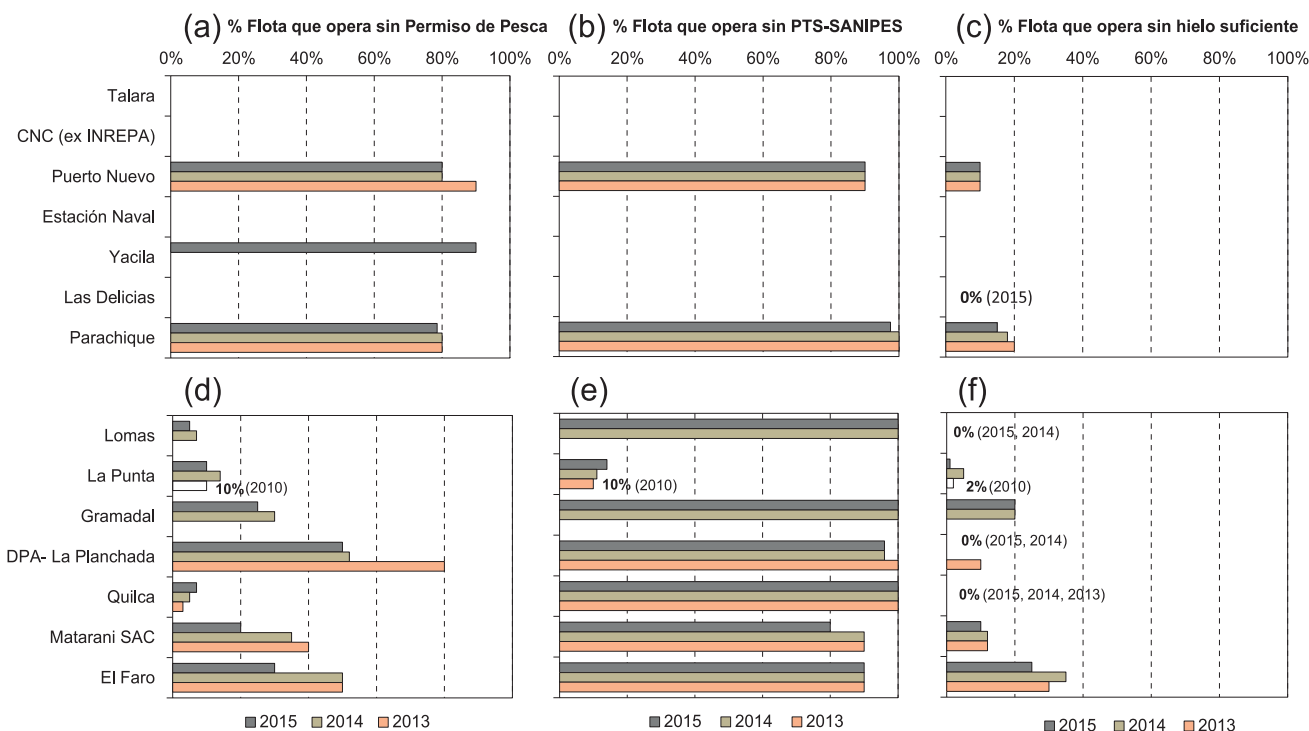 (a) % Flota que opera sin Permiso de Pesca
(b) % Flota que opera sin PTS-SANIPES
(c) % Flota que opera sin hielo suficiente
0% 20% 40% 60% 80% 100%
0% 20% 40% 60% 80% 100%
0% 20% 40% 60% 80% 100%
Talara
CNC (ex INREPA)
Puerto Nuevo
Estación Naval
Yacila
Las Delicias
0% (2015)
Parachique
(d)
(e)
(f)
Lomas
0% (2015, 2014)
La Punta
10% (2010)
10% (2010)
2% (2010)
Gramadal
DPA- La Planchada
0% (2015, 2014)
Quilca
0% (2015, 2014, 2013)
Matarani SAC
El Faro
2015 2014 2013
2015 2014 2013
2015 2014 2013